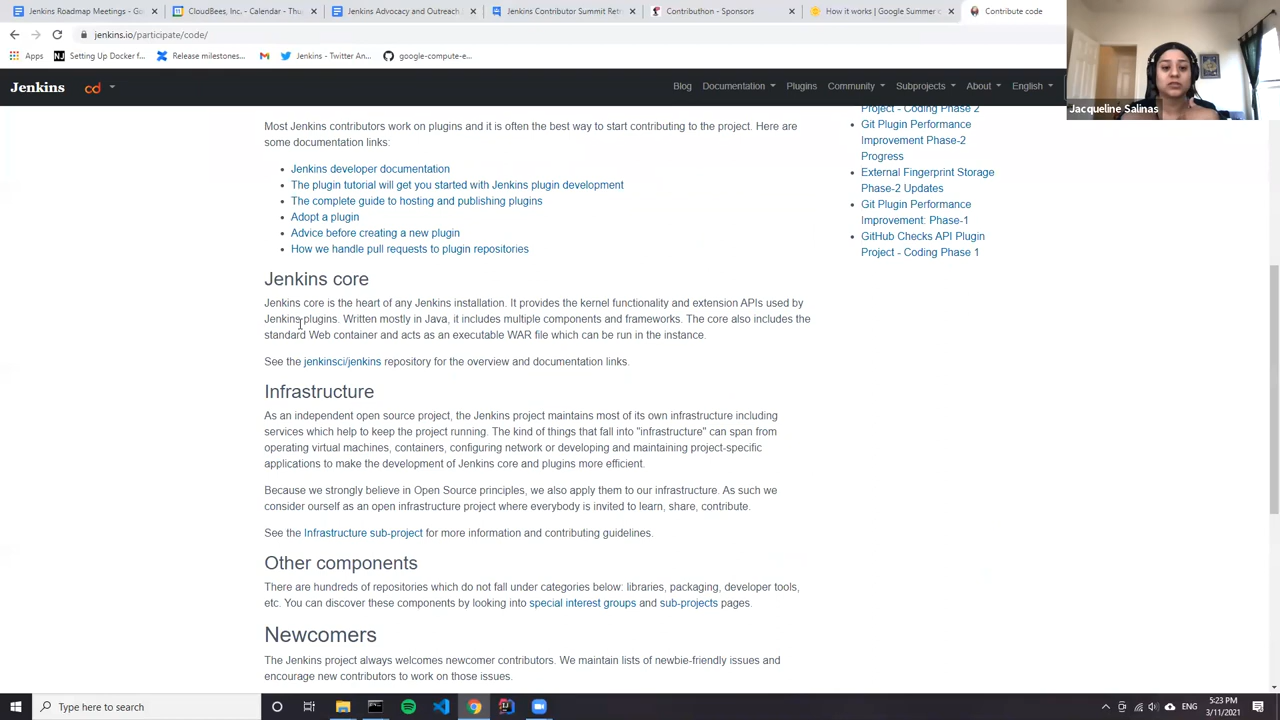 Jenkins Roadmap Meetings - Go
CloudBees, Inc. - Calendar - Thu
Jenkins Advocacy and Outreach
Jenkins Contributor Summit Retr
Contributhon - Sponsors
How it works | Google Summer
Contribute code
jenkins.io/participate/code/
Apps
Setting Up Docker f...
Release milestones...
Jenkins - Twitter An...
google-compute-e...
Jenkins
cd
Blog
Documentation
Plugins
Community
Subprojects
About
English
Jacqueline Salinas
Most Jenkins contributors work on plugins and it is often the best way to start contributing to the project. Here are
some documentation links:
Jenkins developer documentation
The plugin tutorial will get you started with Jenkins plugin development
The complete guide to hosting and publishing plugins
Adopt a plugin
Advice before creating a new plugin
How we handle pull requests to plugin repositories
Jenkins core
Jenkins core is the heart of any Jenkins installation. It provides the kernel functionality and extension APIs used by
Jenkins plugins. Written mostly in Java, it includes multiple components and frameworks. The core also includes the
standard Web container and acts as an executable WAR file which can be run in the instance.
See the jenkinsci/jenkins repository for the overview and documentation links.
Infrastructure
As an independent open source project, the Jenkins project maintains most of its own infrastructure including
services which help to keep the project running. The kind of things that fall into "infrastructure" can span from
operating virtual machines, containers, configuring network or developing and maintaining project-specific
applications to make the development of Jenkins core and plugins more efficient.
Because we strongly believe in Open Source principles, we also apply them to our infrastructure. As such we
consider ourself as an open infrastructure project where everybody is invited to learn, share, contribute.
See the Infrastructure sub-project for more information and contributing guidelines.
Other components
There are hundreds of repositories which do not fall under categories below: libraries, packaging, developer tools,
etc. You can discover these components by looking into special interest groups and sub-projects pages.
Newcomers
The Jenkins project always welcomes newcomer contributors. We maintain lists of newbie-friendly issues and
encourage new contributors to work on those issues.
Project - Coding Phase 2
Git Plugin Performance
Improvement Phase-2
Progress
External Fingerprint Storage
Phase-2 Updates
Git Plugin Performance
Improvement: Phase-1
GitHub Checks API Plugin
Project - Coding Phase 1
Type here to search
ENG
5:23 PM
3/11/2021